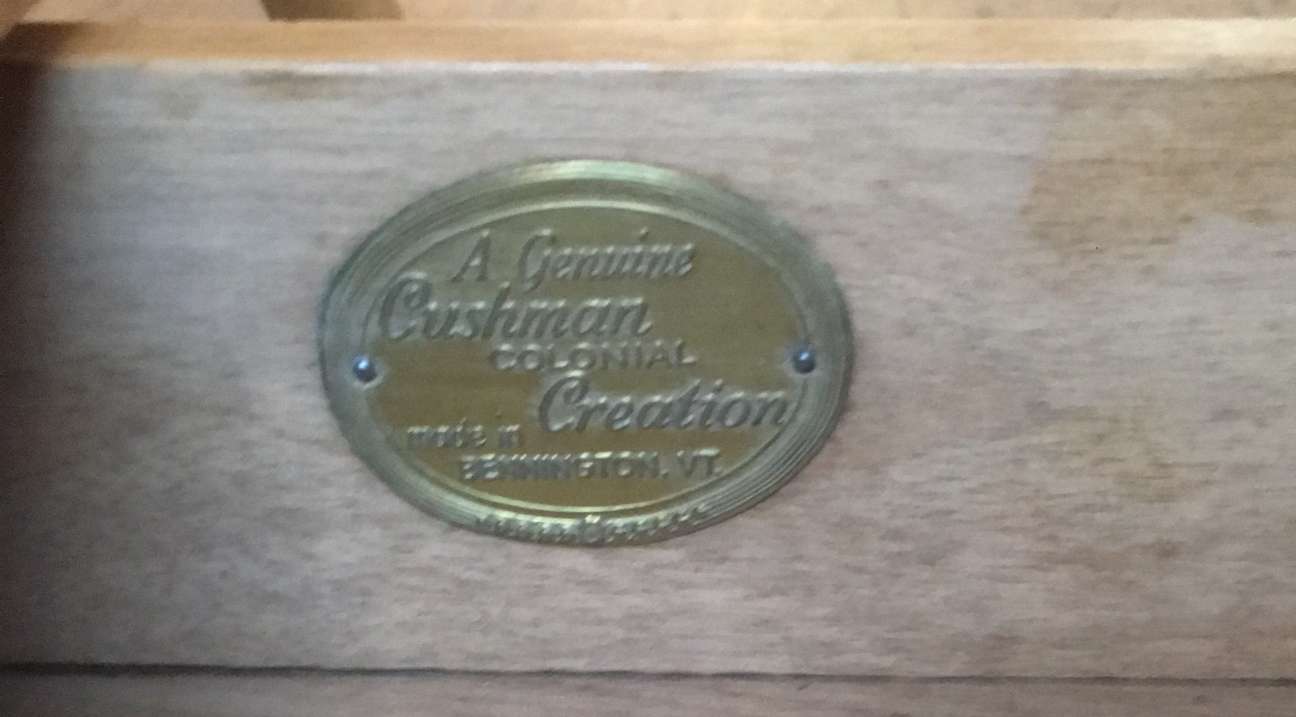 A Genuine
Cushman
COLONIAL
Creation
made in
BENNINGTON, VT.